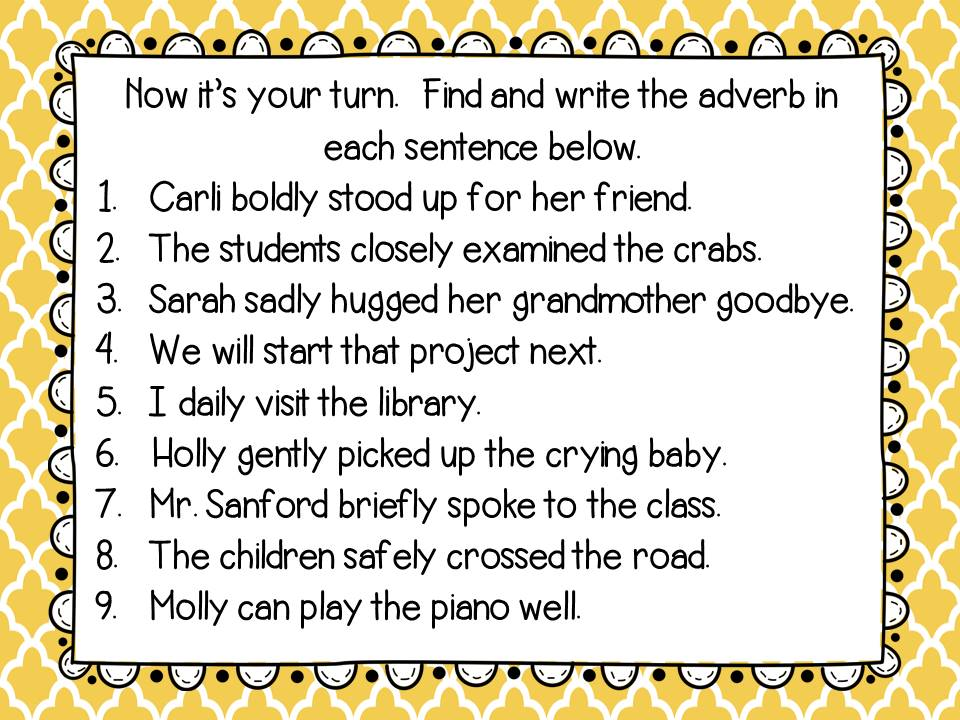 Now it's your turn. Find and write the adverb in
each sentence below.
1. Carli boldly stood up for her friend.
2. The students closely examined the crabs.
3. Sarah sadly hugged her grandmother goodbye.
4. We will start that project next.
5. I daily visit the library.
6. Holly gently picked up the crying baby.
7. Mr. Sanford briefly spoke to the class.
8. The children safely crossed the road.
9. Molly can play the piano well.